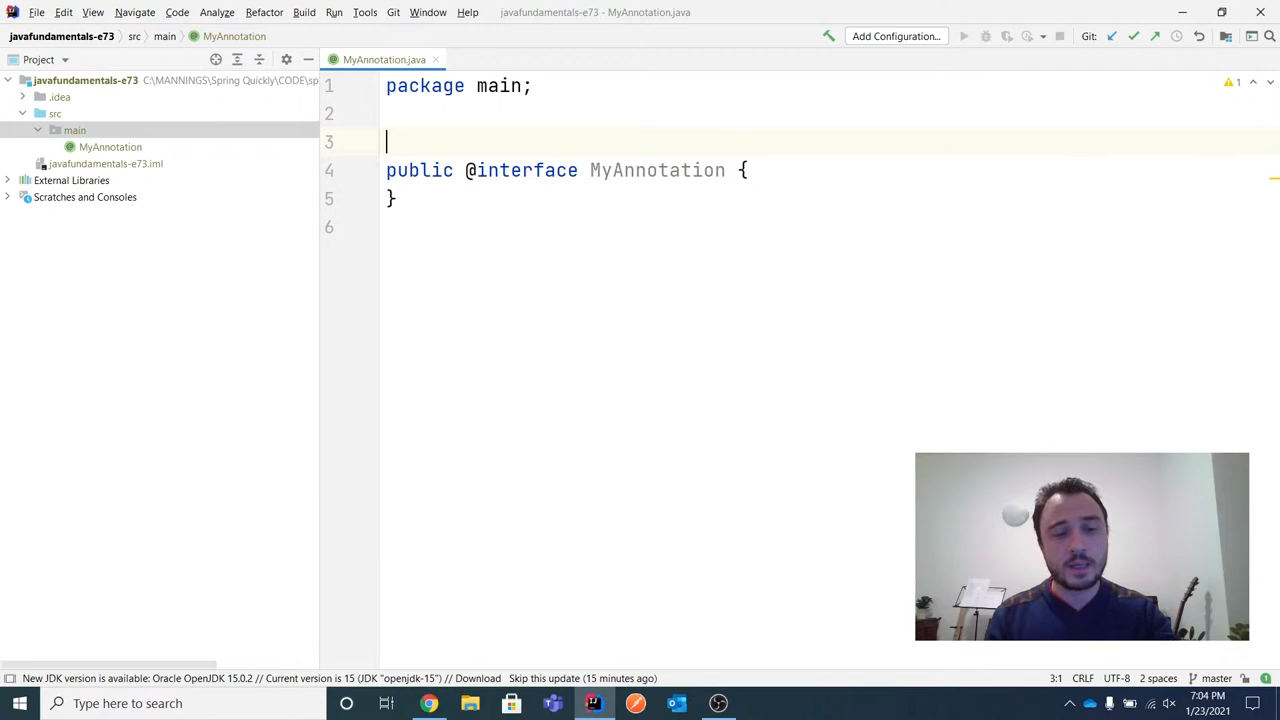 File Edit View Navigate Code Analyze Refactor Build Run Tools Git Window Help javafundamentals-e73 - MyAnnotation.java
javafundamentals-e73 src main MyAnnotation Add Configuration... Git:
Project MyAnnotation.java
javafundamentals-e73 C:\MANNINGS\Spring Quickly\CODE\sp
.idea
src
main
MyAnnotation
javafundamentals-e73.iml
External Libraries
Scratches and Consoles
1 package main;
2
3
4 public @interface MyAnnotation {
5 }
6
1
New JDK version is available: Oracle OpenJDK 15.0.2 // Current version is 15 (JDK "openjdk-15") // Download Skip this update (15 minutes ago) 3:1 CRLF UTF-8 2 spaces master
Type here to search
7:04 PM
1/23/2021